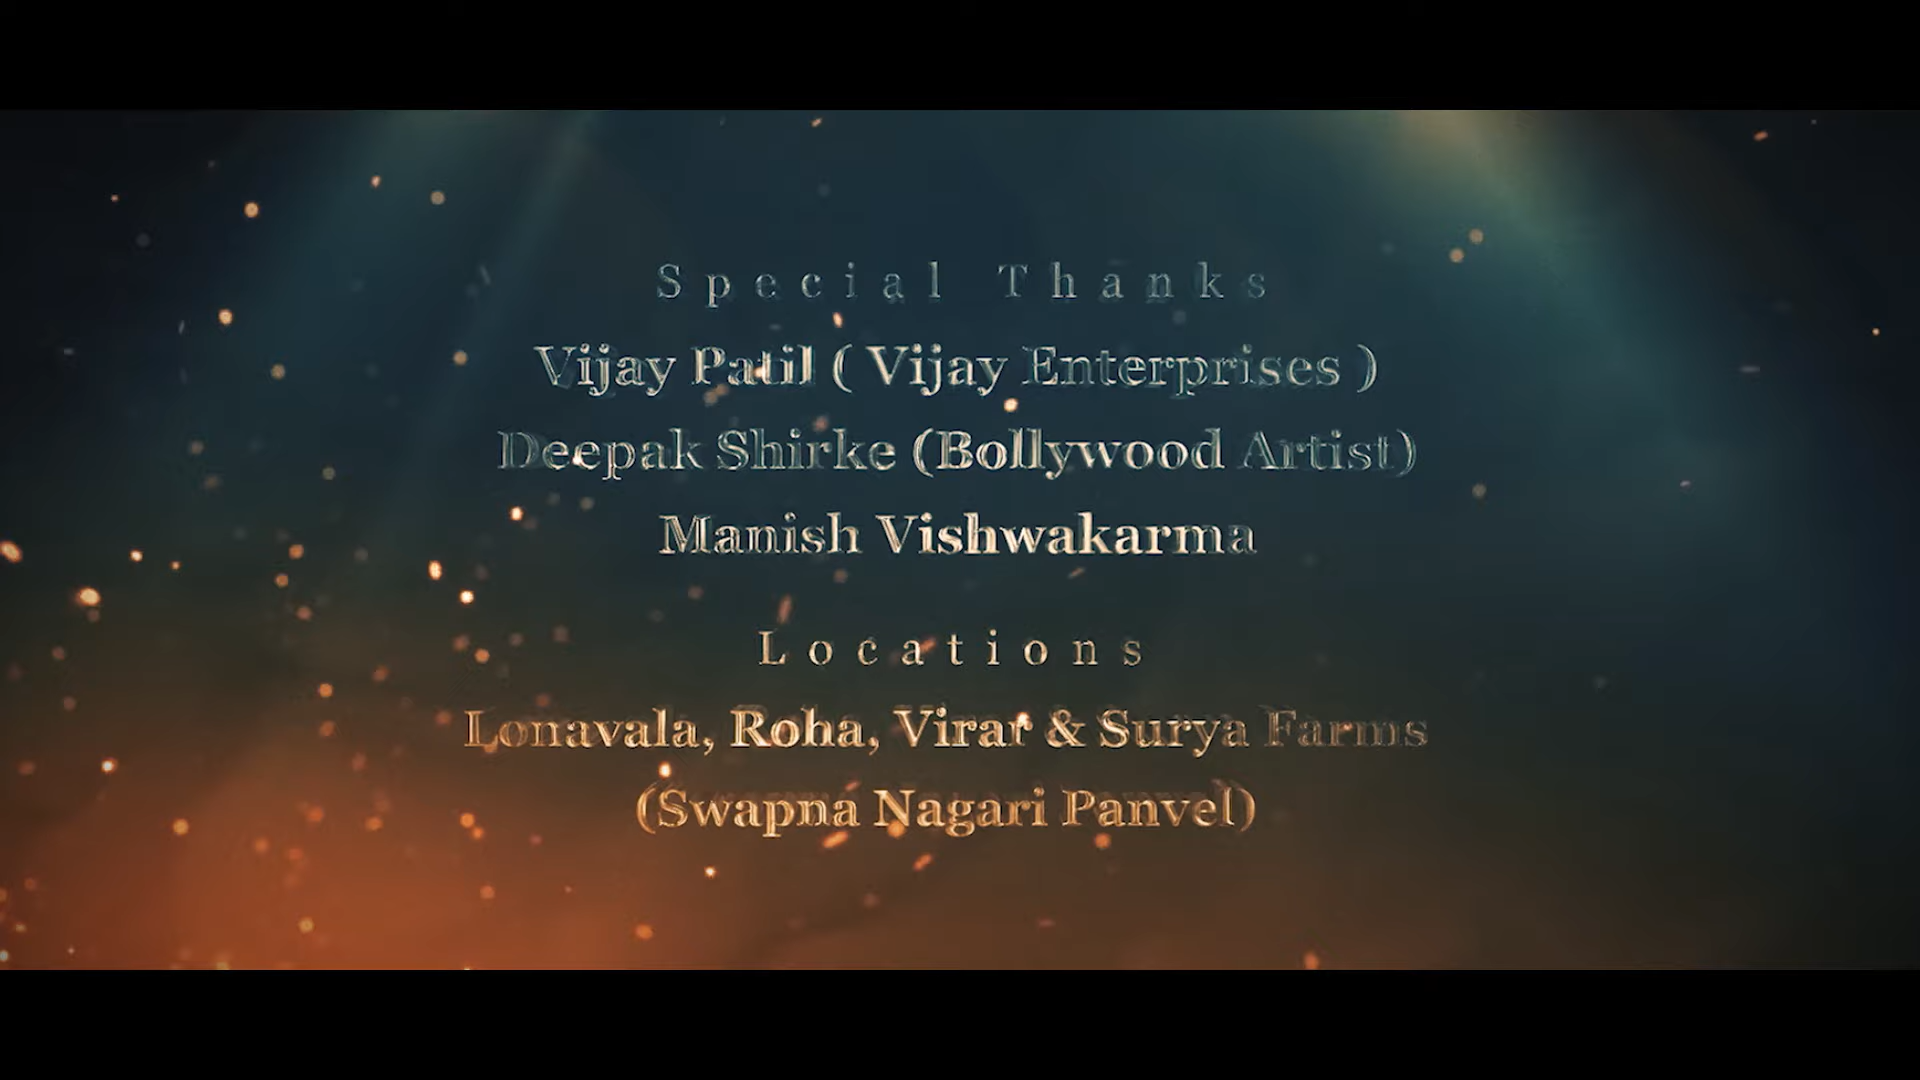 Special Thanks
Vijay Patil ( Vijay Enterprises )
Deepak Shirke (Bollywood Artist)
Manish Vishwakarma
Locations
Lonavala, Roha, Virar & Surya Farms
(Swapna Nagari Panvel)